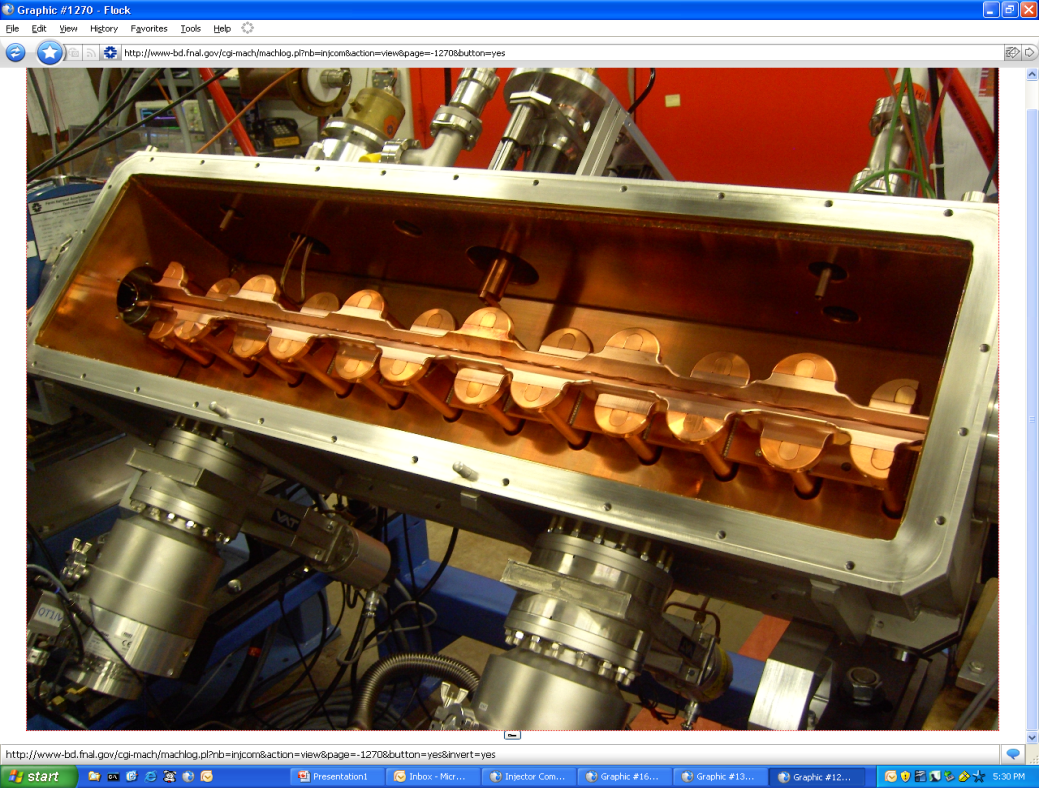 Graphic #1270 - Flock
File Edit View History Favorites Tools Help
http://www-bd.fnal.gov/cgi-mach/machlog.pl?nb=injcom&action=view&page=-1270&button=yes
VAT
http://www-bd.fnal.gov/cgi-mach/machlog.pl?nb=injcom&action=view&page=-1270&button=yes&invert=yes
start
Presentation1
Inbox - Micr...
Injector Com...
Graphic #16...
Graphic #13...
Graphic #12...
5:30 PM